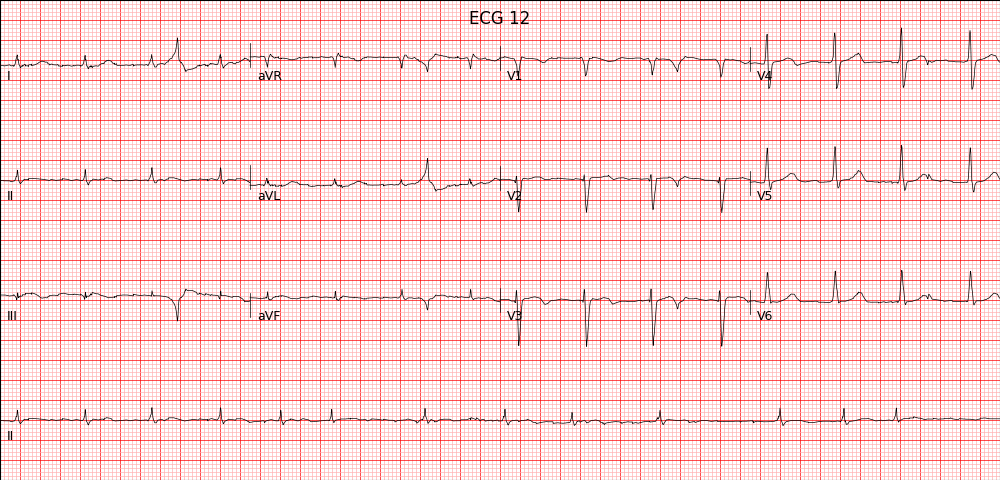 ECG 12
I aVR V1 V4
II aVL V2 V5
III aVF V3 V6
II